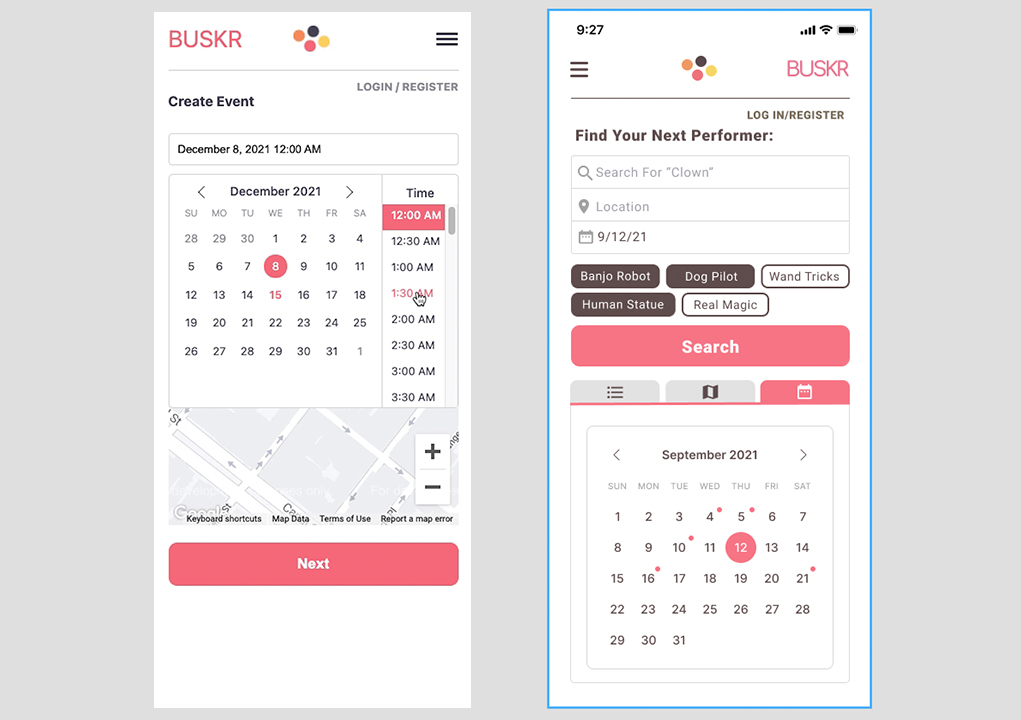 BUSKR
LOGIN / REGISTER
Create Event
December 8, 2021 12:00 AM
December 2021
SU MO TU WE TH FR SA
28 29 30 1 2 3 4
5 6 7 8 9 10 11
12 13 14 15 16 17 18
19 20 21 22 23 24 25
26 27 28 29 30 31 1
Time
12:00 AM
12:30 AM
1:00 AM
1:30 AM
2:00 AM
2:30 AM
3:00 AM
3:30 AM
St
Google
Keyboard shortcuts Map Data Terms of Use Report a map error
Next
9:27
BUSKR
LOG IN/REGISTER
Find Your Next Performer:
Search For “Clown”
Location
9/12/21
Banjo Robot Dog Pilot Wand Tricks
Human Statue Real Magic
Search
September 2021
SUN MON TUE WED THU FRI SAT
1 2 3 4 5 6 7
8 9 10 11 12 13 14
15 16 17 18 19 20 21
22 23 24 25 26 27 28
29 30 31